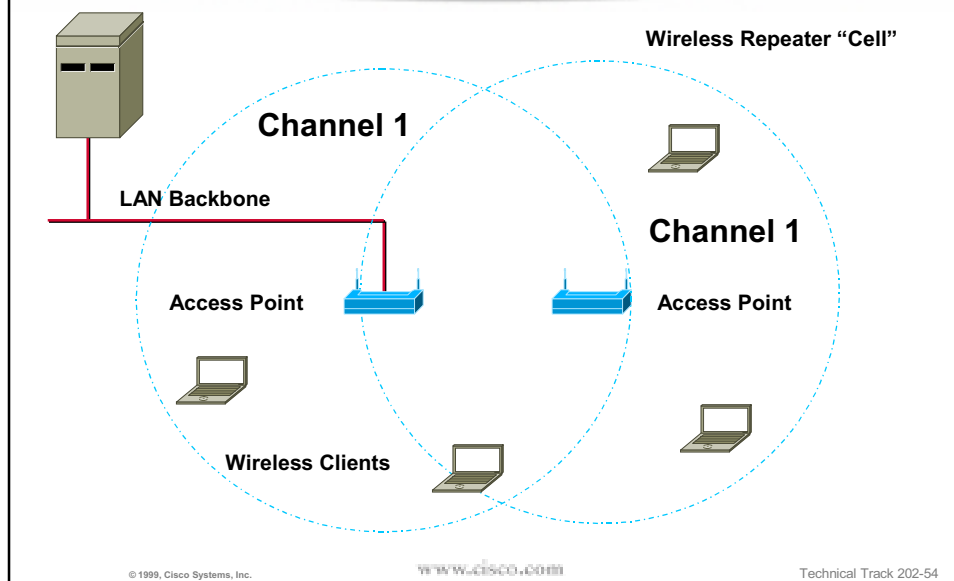 Wireless Repeater “Cell”
Channel 1
LAN Backbone
Channel 1
Access Point
Access Point
Wireless Clients
© 1999, Cisco Systems, Inc.
www.cisco.com
Technical Track 202-54